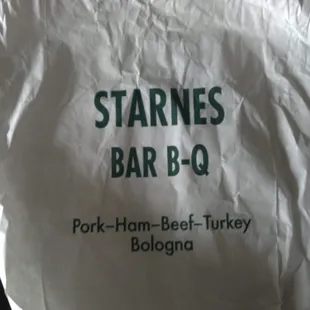 STARNES
BAR B-Q
Pork-Ham-Beef-Turkey
Bologna